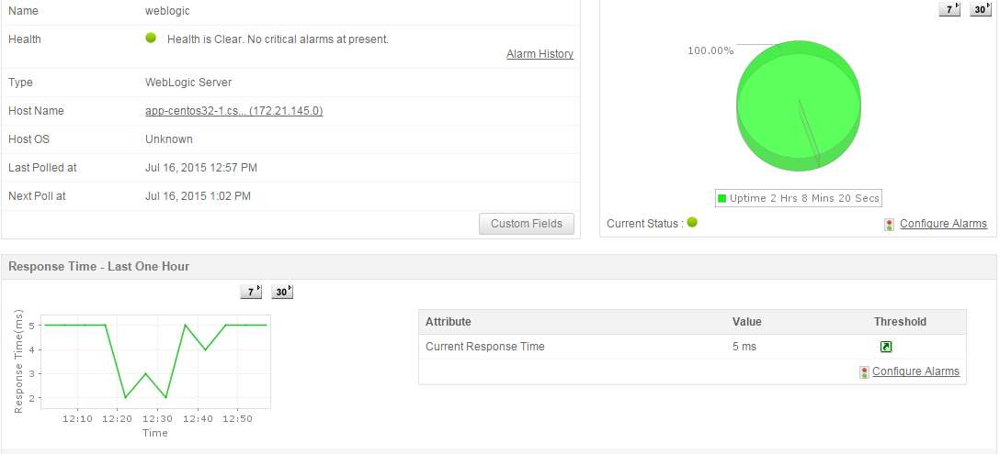 Name weblogic
Health Health is Clear. No critical alarms at present.
Alarm History
Type WebLogic Server
Host Name app-centos32-1.cs... (172.21.145.0)
Host OS Unknown
Last Polled at Jul 16, 2015 12:57 PM
Next Poll at Jul 16, 2015 1:02 PM
Custom Fields
7 30
100.00%
Uptime 2 Hrs 8 Mins 20 Secs
Current Status : Configure Alarms
Response Time - Last One Hour
7 30
Response Time(ms)
5
4
3
2
12:10 12:20 12:30 12:40 12:50
Time
Attribute Value Threshold
Current Response Time 5 ms
Configure Alarms